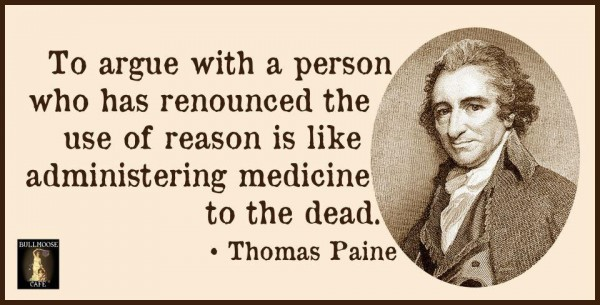 To argue with a person
who has renounced the
use of reason is like
administering medicine
to the dead.
• Thomas Paine
BULLMOOSE
CAFE